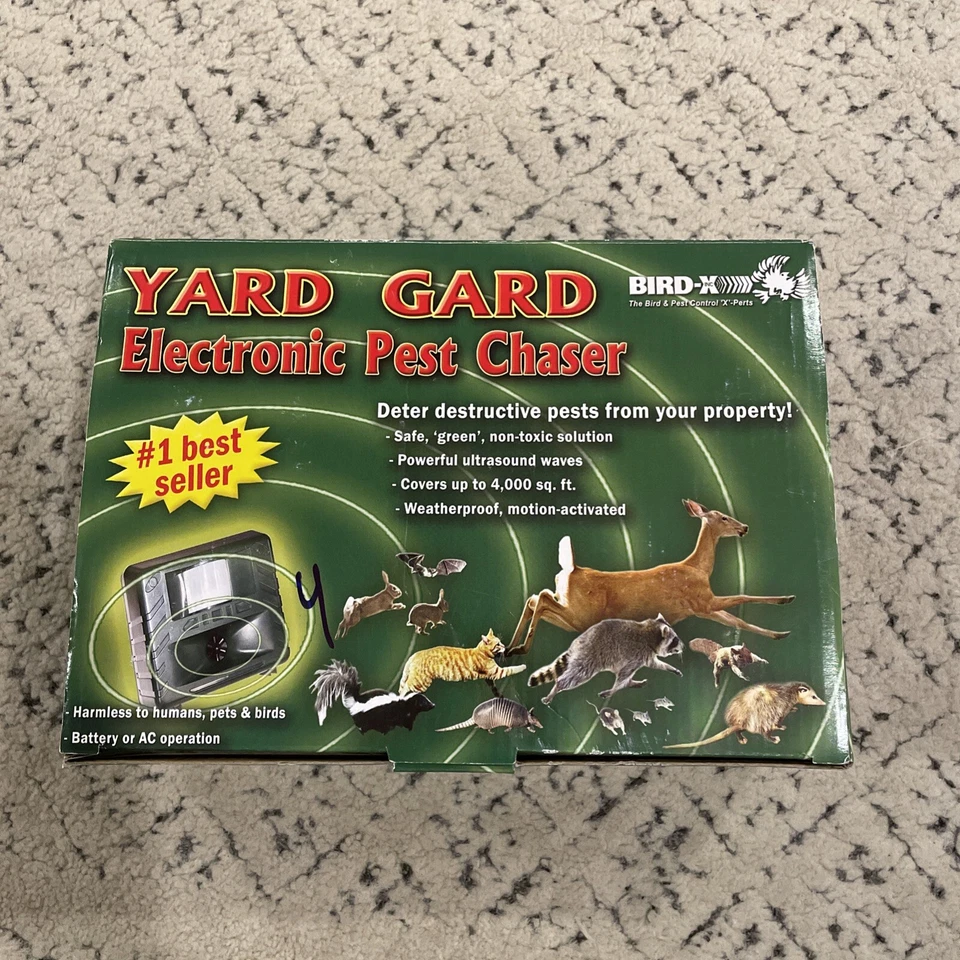 YARD GARD
BIRD-X
The Bird & Pest Control 'X'-Perts
Electronic Pest Chaser
Deter destructive pests from your property!
- Safe, 'green', non-toxic solution
- Powerful ultrasound waves
- Covers up to 4,000 sq. ft.
- Weatherproof, motion-activated
#1 best
seller
y
- Harmless to humans, pets & birds
- Battery or AC operation